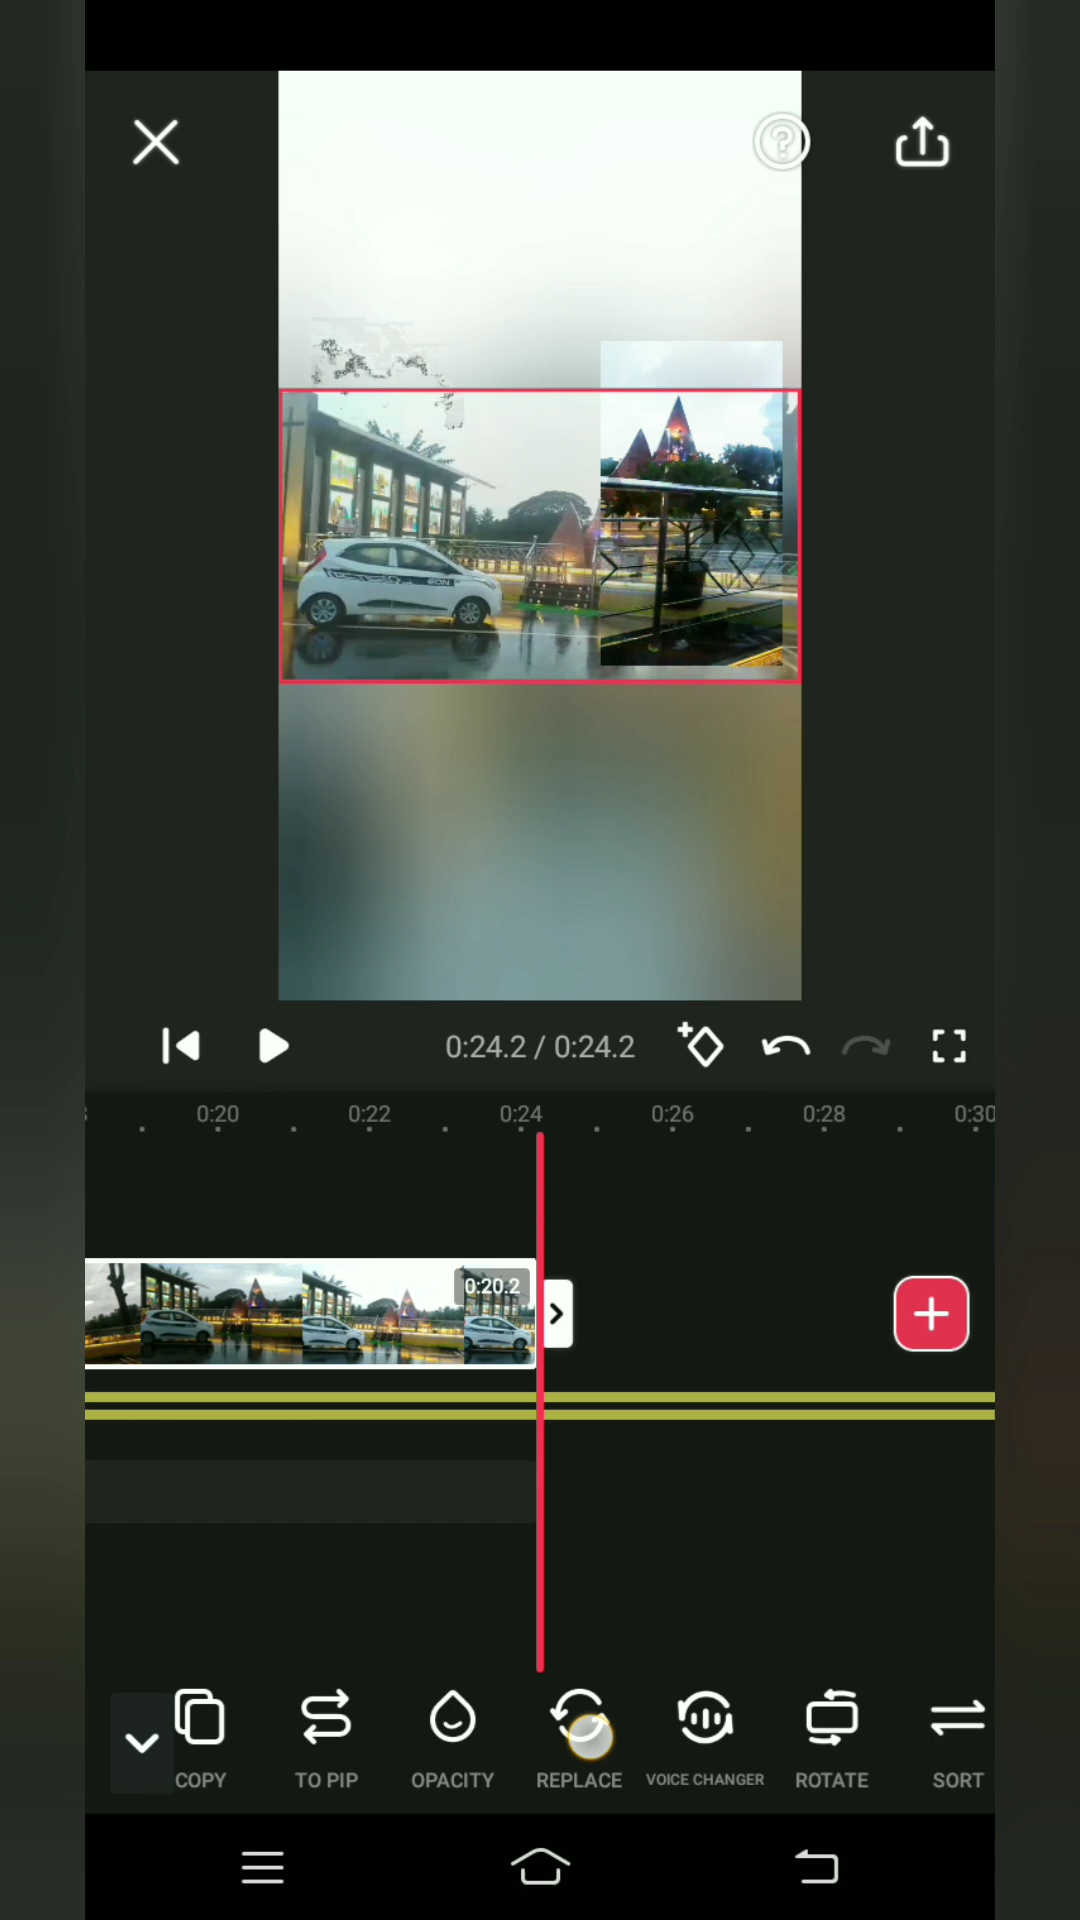 ?
EON
0:24.2 / 0:24.2
0:20
0:22
0:24
0:26
0:28
0:30
0:20.2
COPY
TO PIP
OPACITY
REPLACE
VOICE CHANGER
ROTATE
SORT